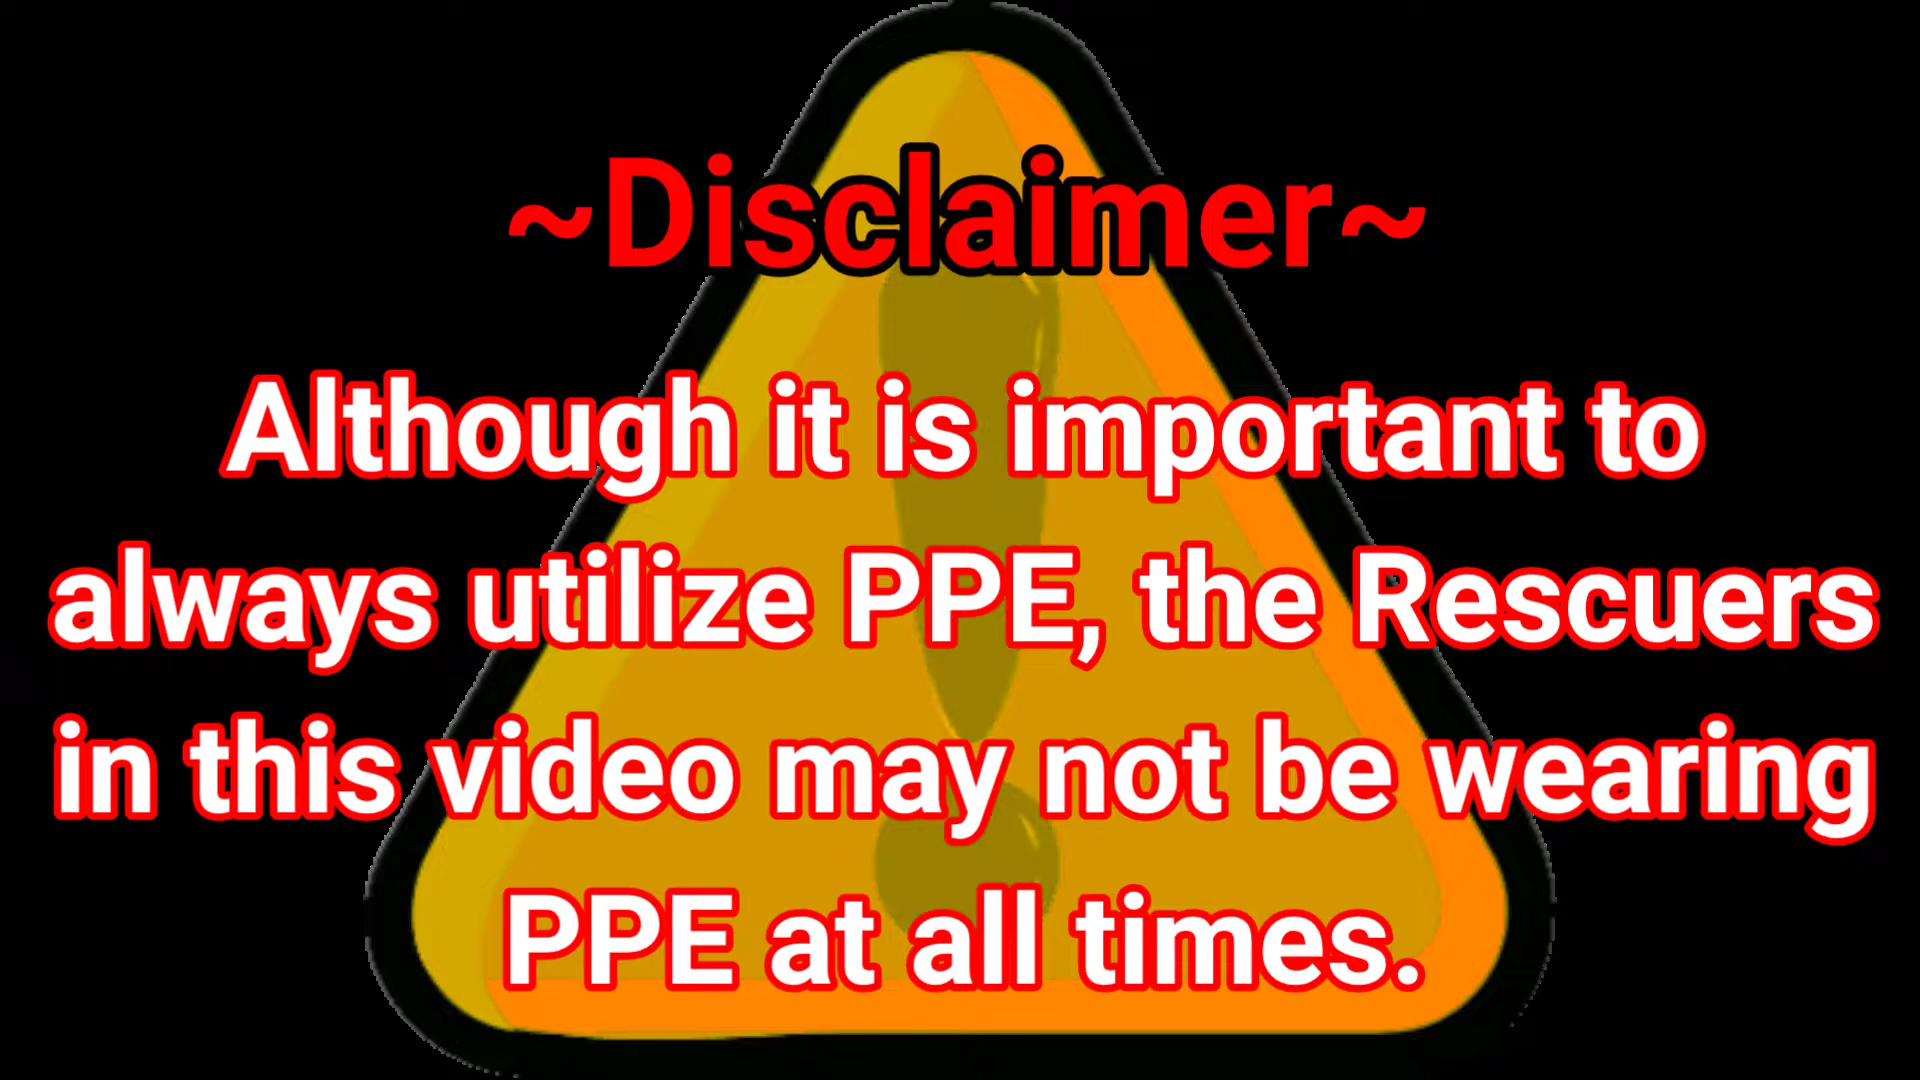 ~Disclaimer~
Although it is important to
always utilize PPE, the Rescuers
in this video may not be wearing
PPE at all times.